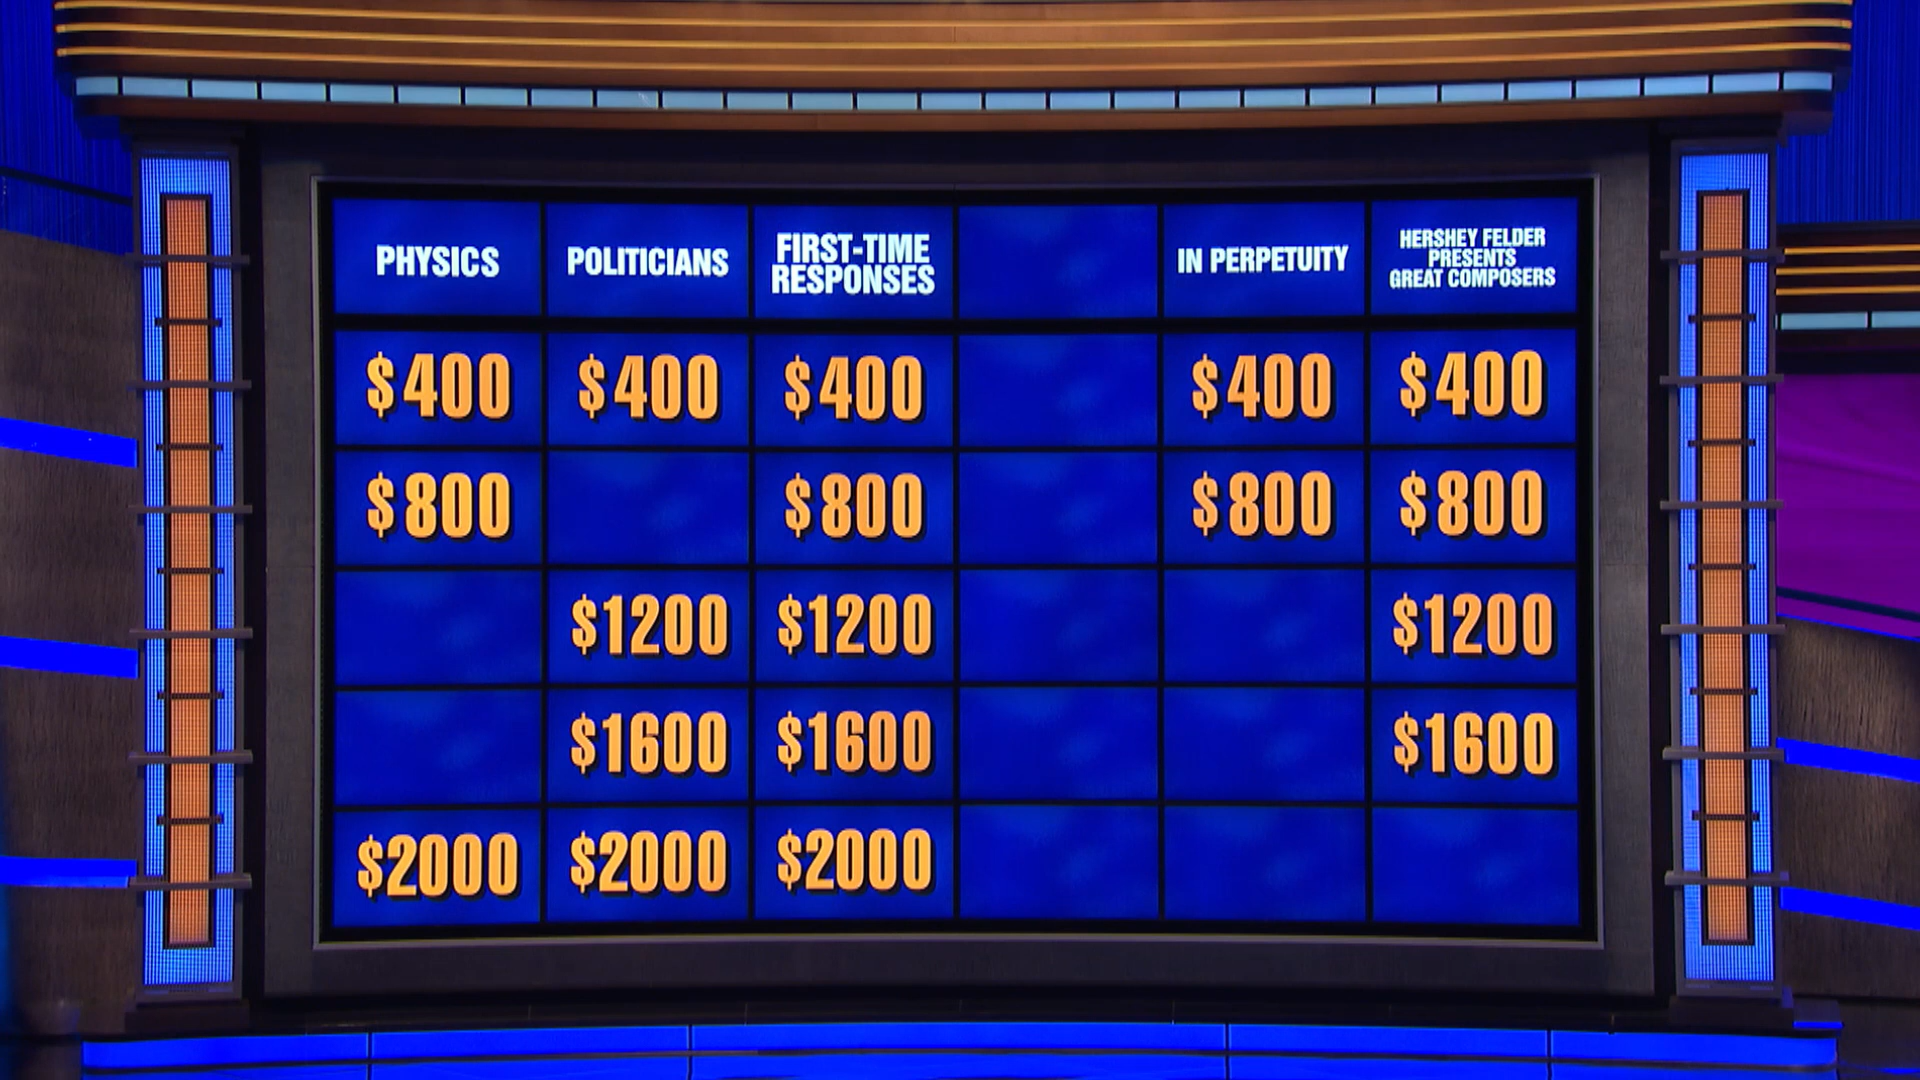 PHYSICS
POLITICIANS
FIRST-TIME
RESPONSES
IN PERPETUITY
HERSHEY FELDER
PRESENTS
GREAT COMPOSERS
$400
$400
$400
$400
$400
$800
$800
$800
$800
$1200
$1200
$1200
$1600
$1600
$1600
$2000
$2000
$2000